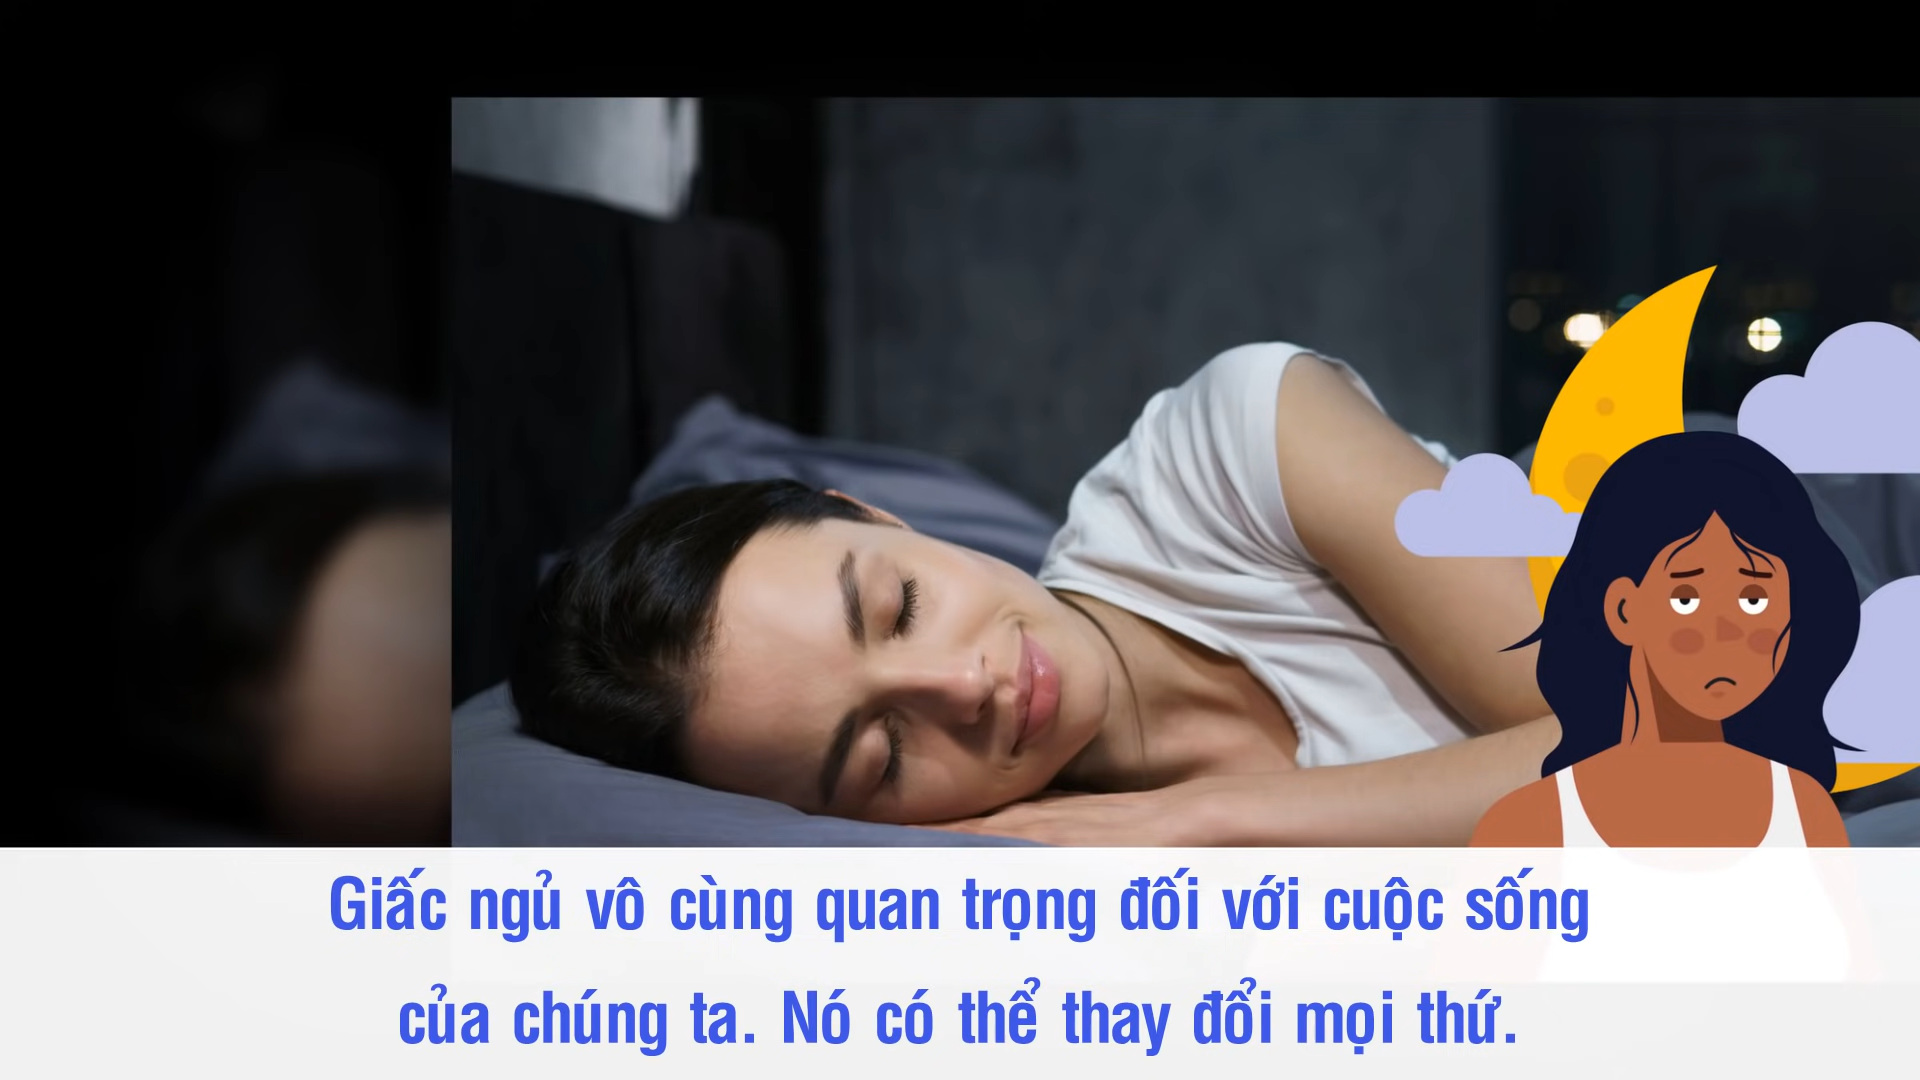 Giấc ngủ vô cùng quan trọng đối với cuộc sống
của chúng ta. Nó có thể thay đổi mọi thứ.